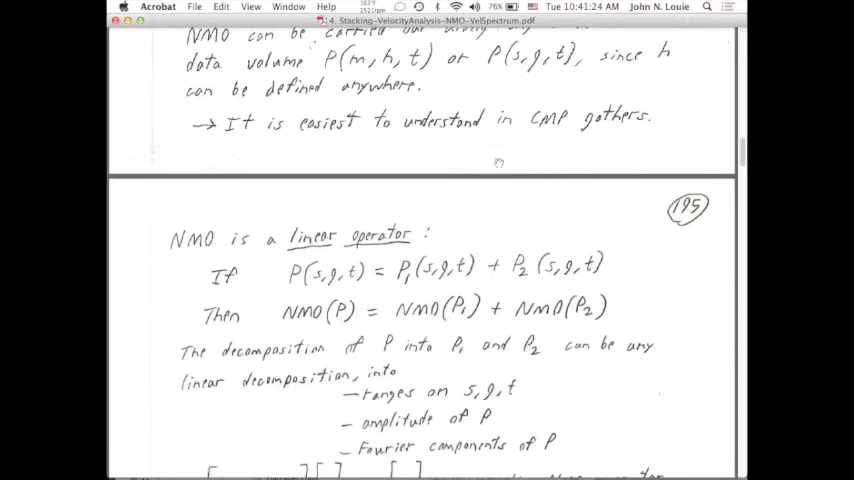 Acrobat File Edit View Window Help 76% Tue 10:41:24 AM John N. Louie
4. Stacking-VelocityAnalysis-NMO-VelSpectrum.pdf
NMO can be carried out
data volume P(m,h,t) or P(s,g,t), since h
can be defined anywhere.
→ It is easiest to understand in CMP gathers.
195
NMO is a linear operator :
If P(s,g,t) = P₁(s,g,t) + P₂(s,g,t)
Then NMO(P) = NMO(P₁) + NMO(P₂)
The decomposition of P into P₁ and P₂ can be any
linear decomposition, into
— ranges on s,g,t
— amplitude of P
— Fourier components of P